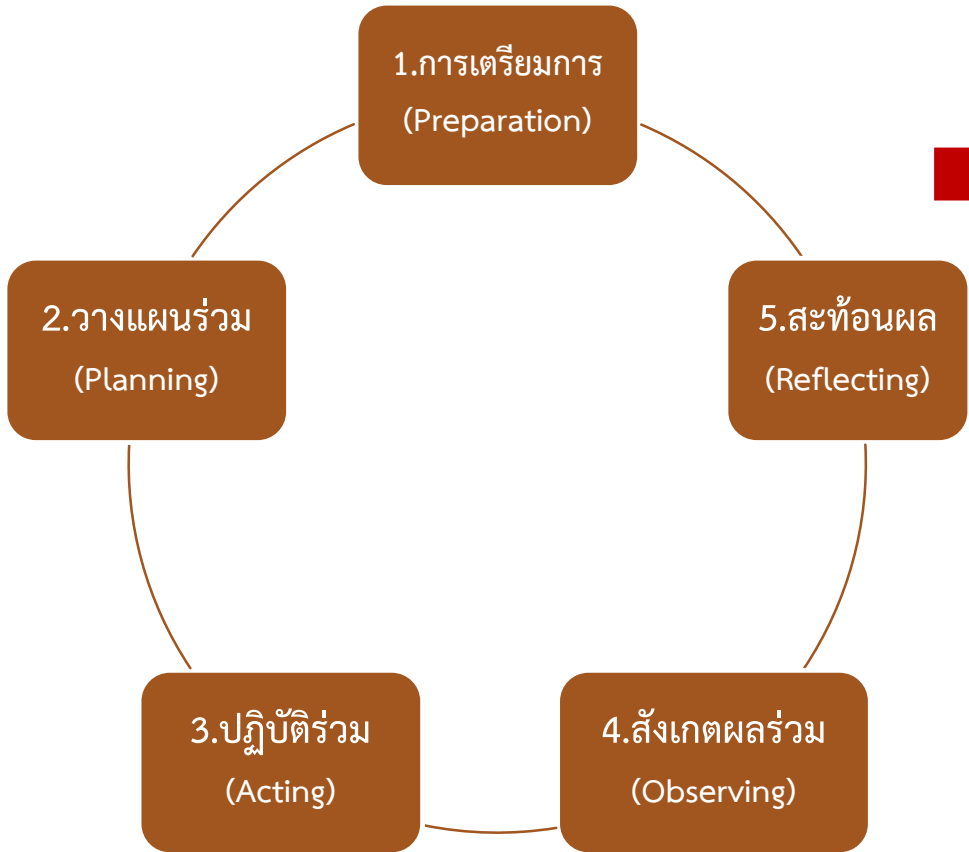 1.การเตรียมการ
(Preparation)
2.วางแผนร่วม
(Planning)
3.ปฏิบัติร่วม
(Acting)
4.สังเกตผลร่วม
(Observing)
5.สะท้อนผล
(Reflecting)